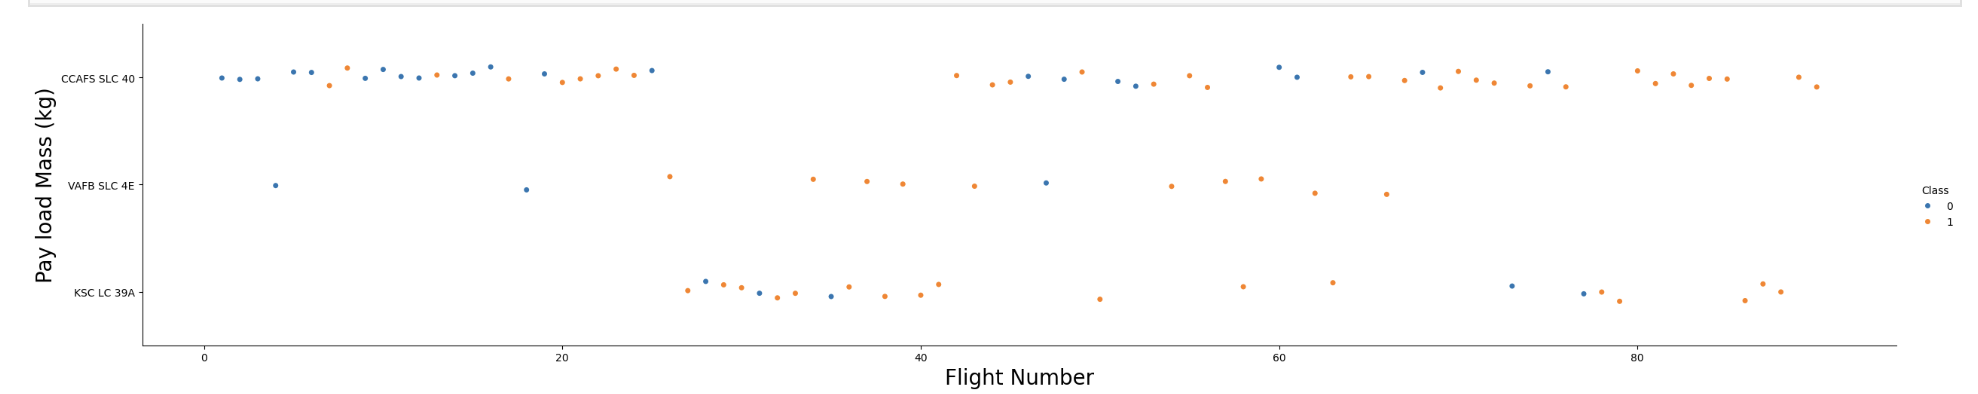 Pay load Mass (kg)
CCAFS SLC 40
VAFB SLC 4E
KSC LC 39A
0
20
40
60
80
Flight Number
Class
0
1